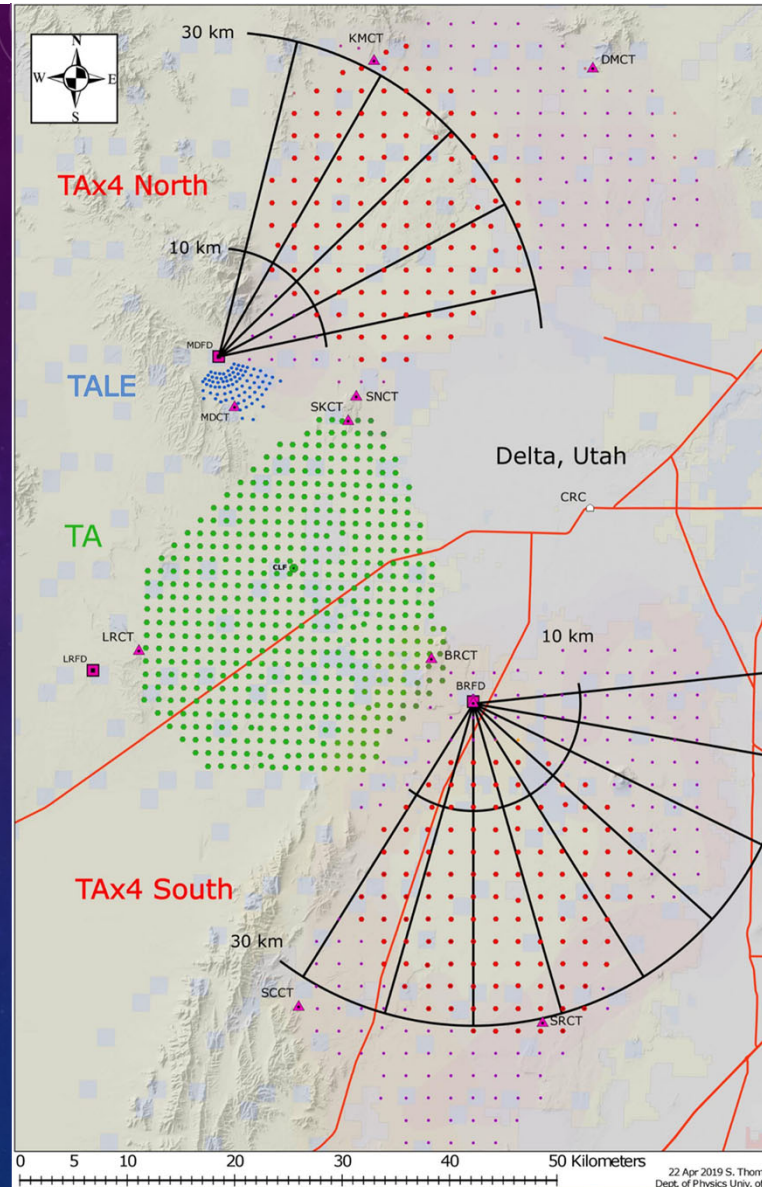 30 km
KMCT
DMCT
N
W E
S
TAx4 North
10 km
MDFD
TALE
MDCT
SNCT
SKCT
Delta, Utah
CRC
TA
CLF
LRCT
LRFD
BRCT
10 km
BRFD
TAx4 South
30 km
SCCT
SRCT
0 10 20 30 40 50 Kilometers
22 Apr 2019 S. Thom
Dept. of Physics Univ. of